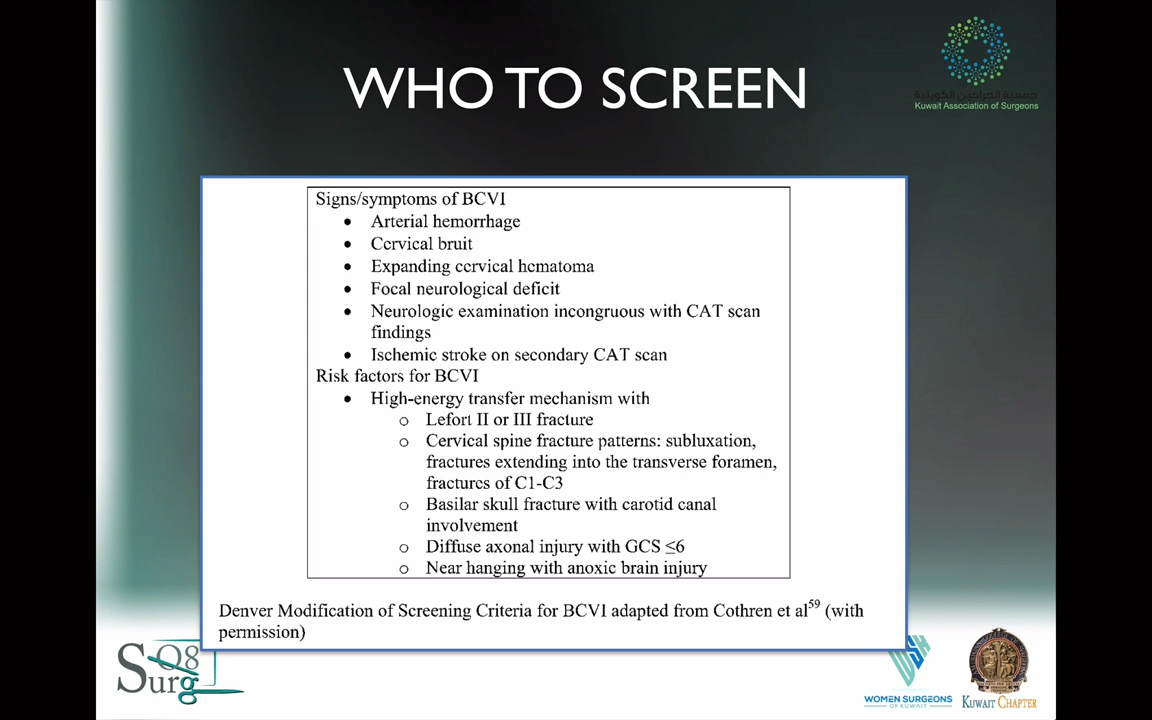 WHO TO SCREEN
جمعية الجراحين الكويتية
Kuwait Association of Surgeons
Signs/symptoms of BCVI
• Arterial hemorrhage
• Cervical bruit
• Expanding cervical hematoma
• Focal neurological deficit
• Neurologic examination incongruous with CAT scan
findings
• Ischemic stroke on secondary CAT scan
Risk factors for BCVI
• High-energy transfer mechanism with
o Lefort II or III fracture
o Cervical spine fracture patterns: subluxation,
fractures extending into the transverse foramen,
fractures of C1-C3
o Basilar skull fracture with carotid canal
involvement
o Diffuse axonal injury with GCS ≤6
o Near hanging with anoxic brain injury
Denver Modification of Screening Criteria for BCVI adapted from Cothren et al59 (with
permission)
Q8
Surg
WOMEN SURGEONS
OF KUWAIT
KUWAIT CHAPTER